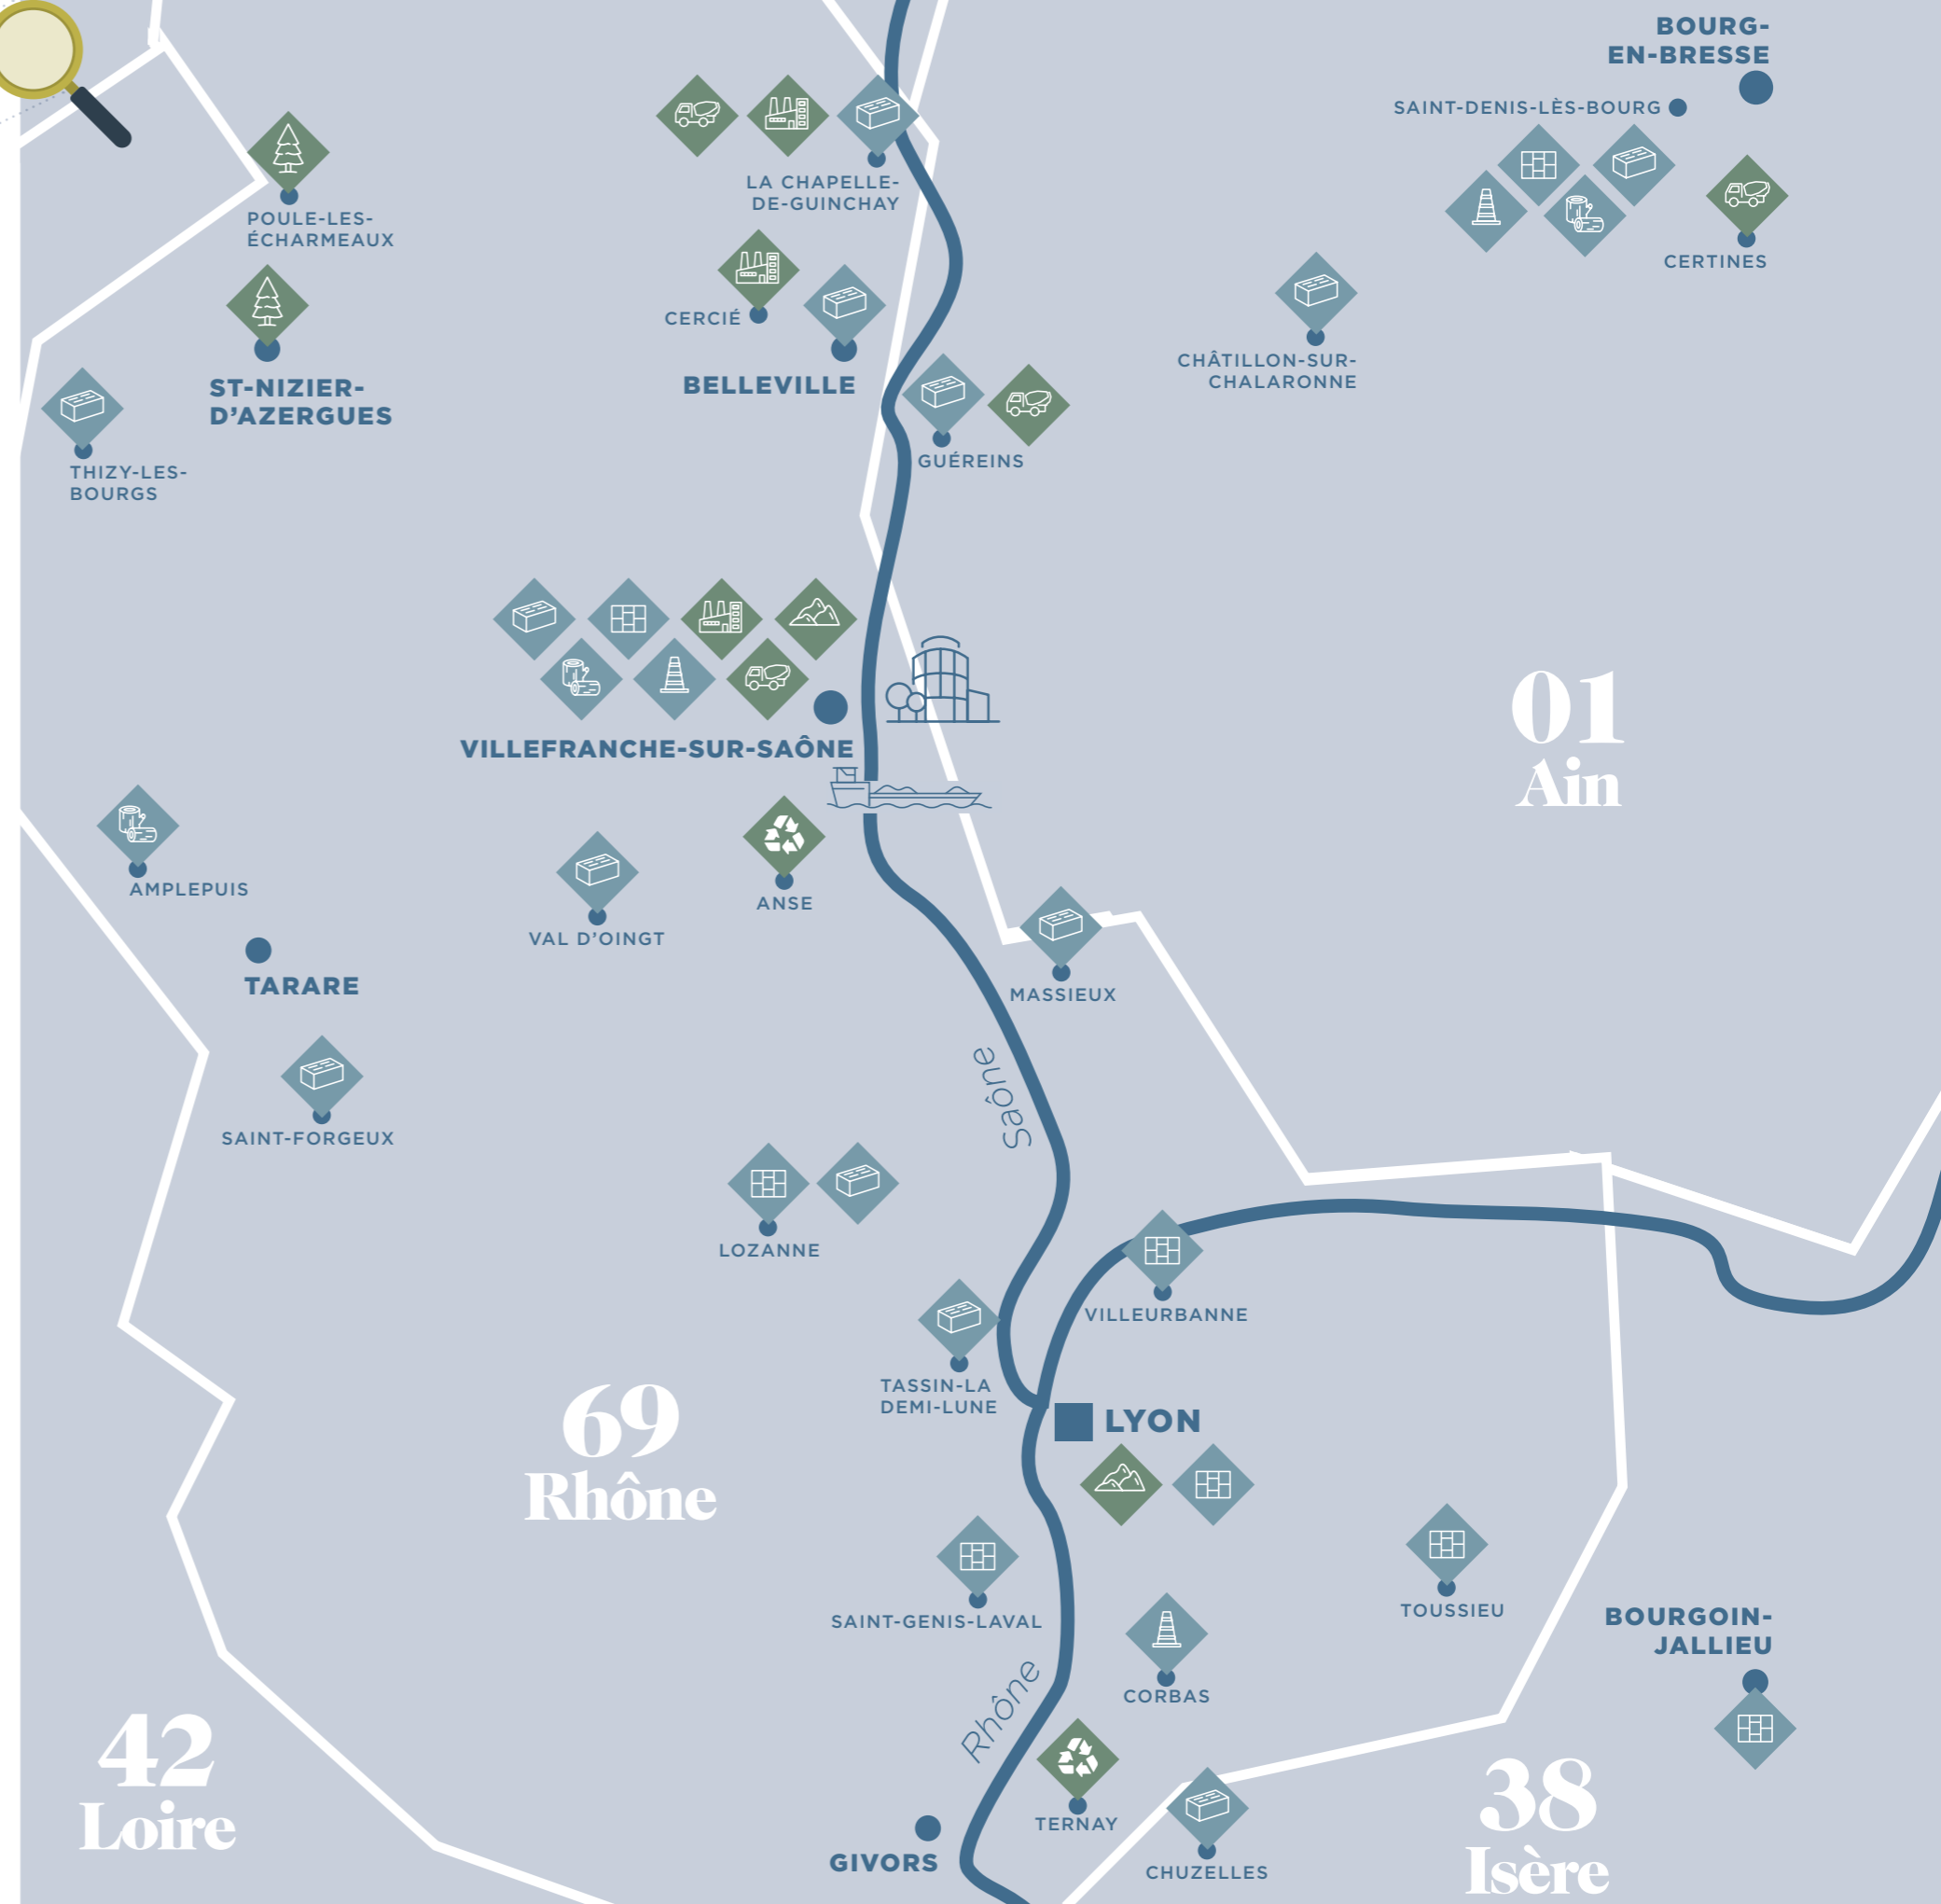 BOURG-
EN-BRESSE
SAINT-DENIS-LÈS-BOURG
LA CHAPELLE-
DE-GUINCHAY
POULE-LES-
ÉCHARMEAUX
CERTINES
CERCIÉ
CHÂTILLON-SUR-
CHALARONNE
ST-NIZIER-
D’AZERGUES
BELLEVILLE
GUÉREINS
THIZY-LES-
BOURGS
01
Ain
VILLEFRANCHE-SUR-SAÔNE
AMPLEPUIS
ANSE
VAL D’OINGT
TARARE
MASSIEUX
Saône
SAINT-FORGEUX
LOZANNE
VILLEURBANNE
TASSIN-LA
DEMI-LUNE
LYON
69
Rhône
SAINT-GENIS-LAVAL
TOUSSIEU
BOURGOIN-
JALLIEU
CORBAS
Rhône
42
Loire
TERNAY
38
Isère
GIVORS
CHUZELLES